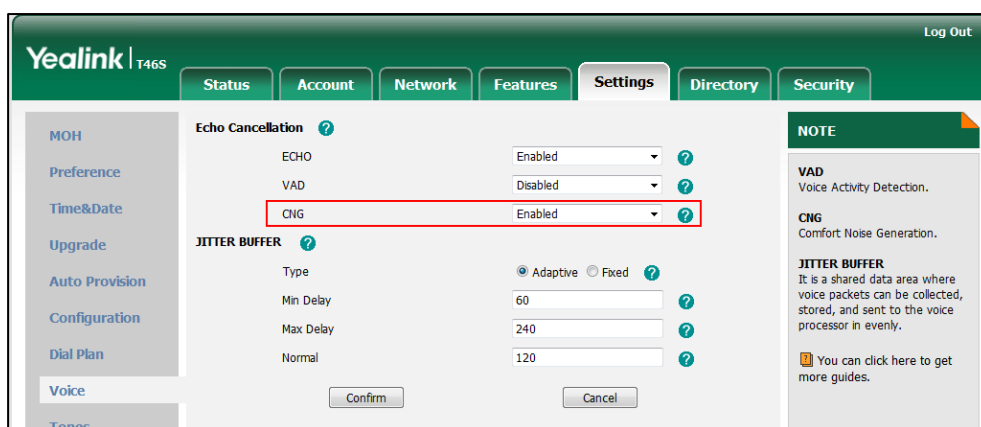 Log Out
Yealink | T46S
Status Account Network Features Settings Directory Security
MOH
Preference
Time&Date
Upgrade
Auto Provision
Configuration
Dial Plan
Voice
Tones
Echo Cancellation ?
ECHO Enabled ?
VAD Disabled ?
CNG Enabled ?
JITTER BUFFER ?
Type Adaptive Fixed ?
Min Delay 60 ?
Max Delay 240 ?
Normal 120 ?
Confirm Cancel
NOTE
VAD
Voice Activity Detection.
CNG
Comfort Noise Generation.
JITTER BUFFER
It is a shared data area where
voice packets can be collected,
stored, and sent to the voice
processor in evenly.
? You can click here to get
more guides.